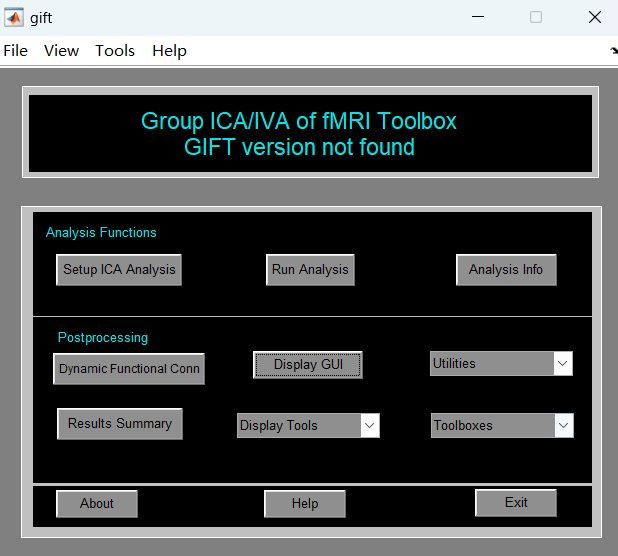 gift
File View Tools Help
Group ICA/IVA of fMRI Toolbox
GIFT version not found
Analysis Functions
Setup ICA Analysis Run Analysis Analysis Info
Postprocessing
Dynamic Functional Conn Display GUI Utilities
Results Summary Display Tools Toolboxes
About Help Exit